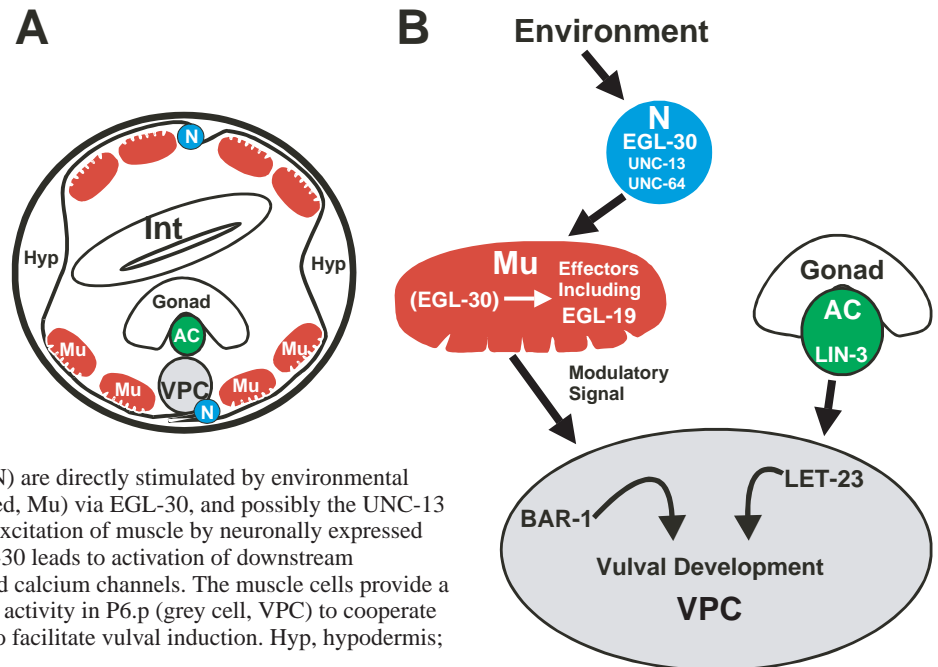 A
N
Int
Hyp
Hyp
Gonad
AC
Mu
Mu
Mu
Mu
VPC
N
B
Environment
N
EGL-30
UNC-13
UNC-64
Mu
(EGL-30)
Effectors
Including
EGL-19
Gonad
AC
LIN-3
Modulatory
Signal
LET-23
BAR-1
Vulval Development
VPC
N) are directly stimulated by environmental
ed, Mu) via EGL-30, and possibly the UNC-13
excitation of muscle by neuronally expressed
-30 leads to activation of downstream
d calcium channels. The muscle cells provide a
activity in P6.p (grey cell, VPC) to cooperate
o facilitate vulval induction. Hyp, hypodermis;